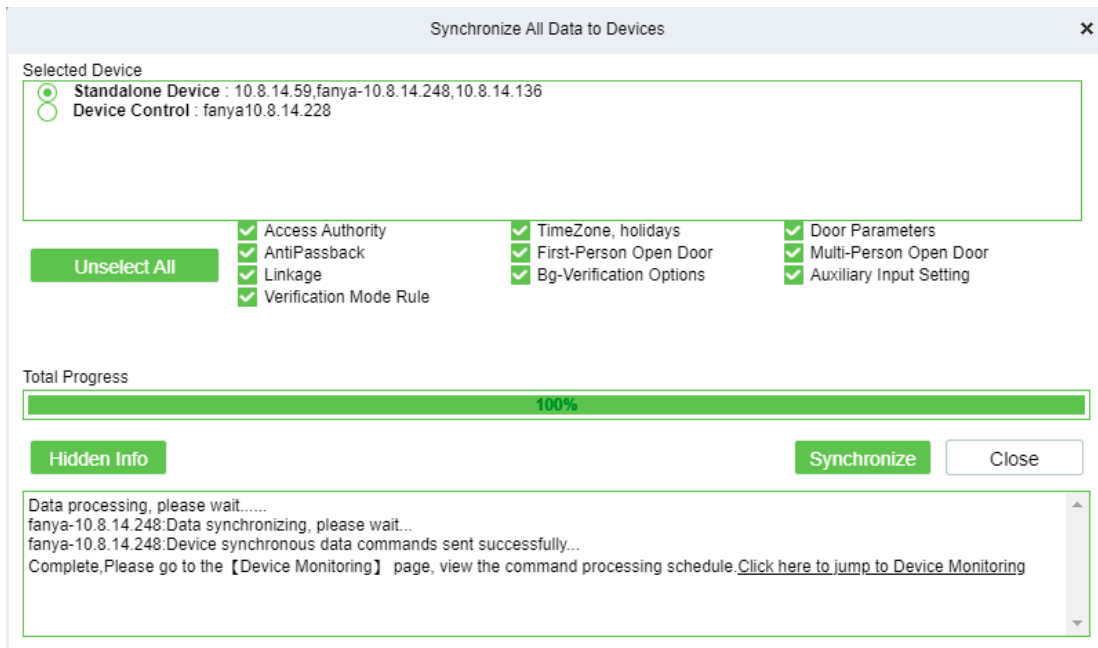 Synchronize All Data to Devices
Selected Device
Standalone Device : 10.8.14.59,fanya-10.8.14.248,10.8.14.136
Device Control : fanya10.8.14.228
Unselect All
Access Authority
TimeZone, holidays
Door Parameters
AntiPassback
First-Person Open Door
Multi-Person Open Door
Linkage
Bg-Verification Options
Auxiliary Input Setting
Verification Mode Rule
Total Progress
100%
Hidden Info
Synchronize
Close
Data processing, please wait......
fanya-10.8.14.248:Data synchronizing, please wait...
fanya-10.8.14.248:Device synchronous data commands sent successfully...
Complete,Please go to the【Device Monitoring】 page, view the command processing schedule.Click here to jump to Device Monitoring